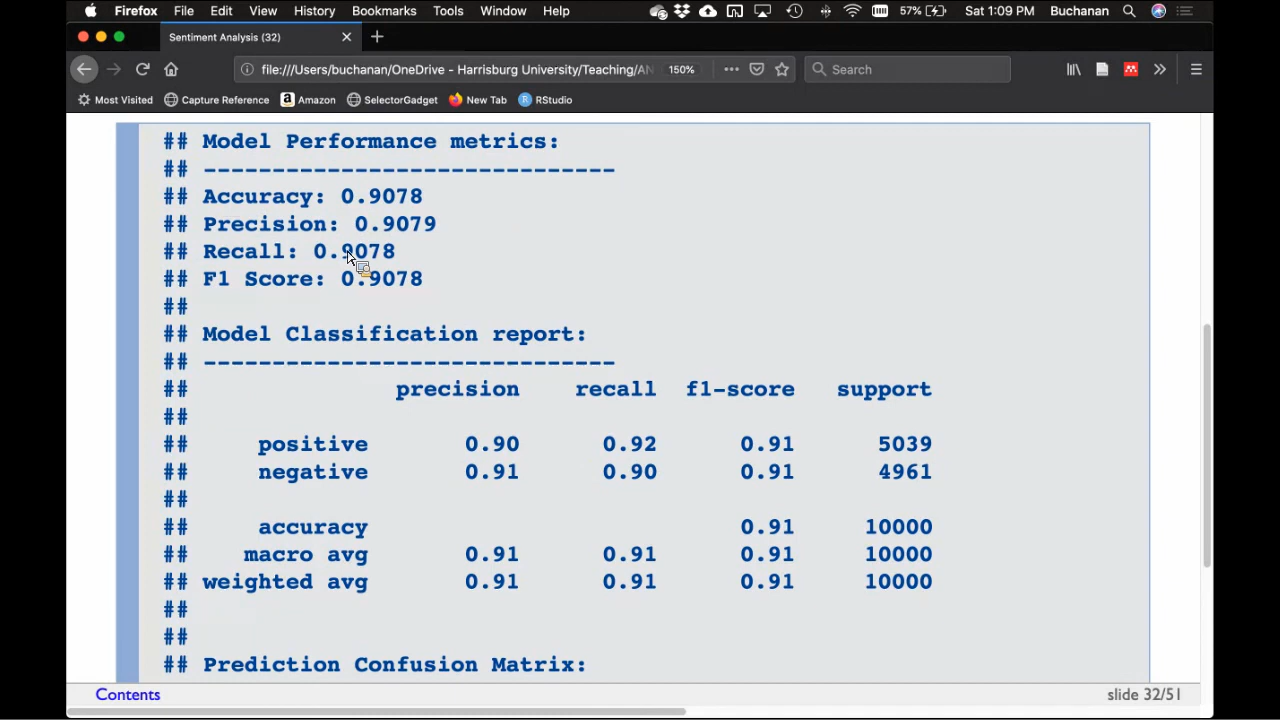 Firefox File Edit View History Bookmarks Tools Window Help 57% Sat 1:09 PM Buchanan
Sentiment Analysis (32)
file:///Users/buchanan/OneDrive - Harrisburg University/Teaching/AN 150% Search
Most Visited Capture Reference Amazon SelectorGadget New Tab RStudio
## Model Performance metrics:
## ------------------------------
## Accuracy: 0.9078
## Precision: 0.9079
## Recall: 0.9078
## F1 Score: 0.9078
##
## Model Classification report:
## ------------------------------
## precision recall f1-score support
##
## positive 0.90 0.92 0.91 5039
## negative 0.91 0.90 0.91 4961
##
## accuracy 0.91 10000
## macro avg 0.91 0.91 0.91 10000
## weighted avg 0.91 0.91 0.91 10000
##
##
## Prediction Confusion Matrix:
Contents slide 32/51